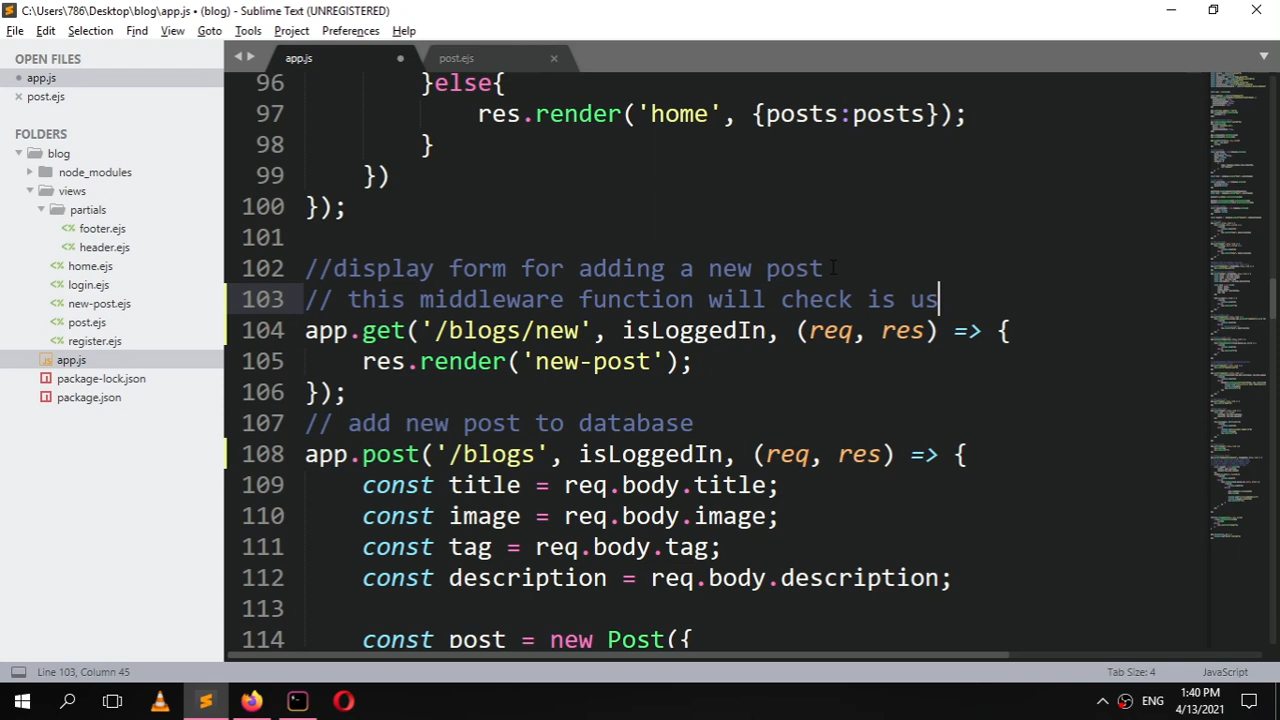 C:\Users\786\Desktop\blog\app.js • (blog) - Sublime Text (UNREGISTERED)
File Edit Selection Find View Goto Tools Project Preferences Help
OPEN FILES
app.js
post.ejs
FOLDERS
blog
node_modules
views
partials
footer.ejs
header.ejs
home.ejs
login.ejs
new-post.ejs
post.ejs
register.ejs
app.js
package-lock.json
package.json
app.js post.ejs
96 }else{
97 res.render('home', {posts:posts});
98 }
99 })
100 });
101
102 //display form for adding a new post
103 // this middleware function will check is us
104 app.get('/blogs/new', isLoggedIn, (req, res) => {
105 res.render('new-post');
106 });
107 // add new post to database
108 app.post('/blogs', isLoggedIn, (req, res) => {
109 const title = req.body.title;
110 const image = req.body.image;
111 const tag = req.body.tag;
112 const description = req.body.description;
113
114 const post = new Post({
Line 103, Column 45 Tab Size: 4 JavaScript
ENG 1:40 PM
4/13/2021